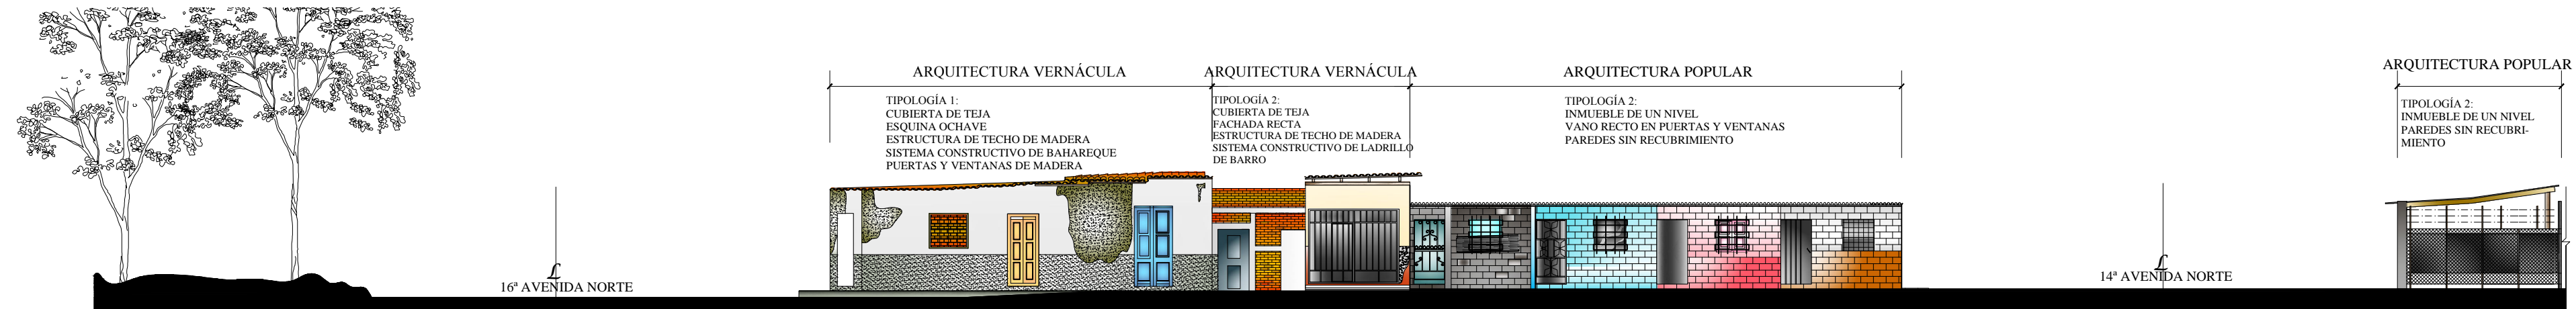 ARQUITECTURA VERNÁCULA
TIPOLOGÍA 1:
CUBIERTA DE TEJA
ESQUINA OCHAVE
ESTRUCTURA DE TECHO DE MADERA
SISTEMA CONSTRUCTIVO DE BAHAREQUE
PUERTAS Y VENTANAS DE MADERA
ARQUITECTURA VERNÁCULA
TIPOLOGÍA 2:
CUBIERTA DE TEJA
FACHADA RECTA
ESTRUCTURA DE TECHO DE MADERA
SISTEMA CONSTRUCTIVO DE LADRILLO
DE BARRO
ARQUITECTURA POPULAR
TIPOLOGÍA 2:
INMUEBLE DE UN NIVEL
VANO RECTO EN PUERTAS Y VENTANAS
PAREDES SIN RECUBRIMIENTO
ARQUITECTURA POPULAR
TIPOLOGÍA 2:
INMUEBLE DE UN NIVEL
PAREDES SIN RECUBRI-
MIENTO
£
16ª AVENIDA NORTE
£
14ª AVENIDA NORTE